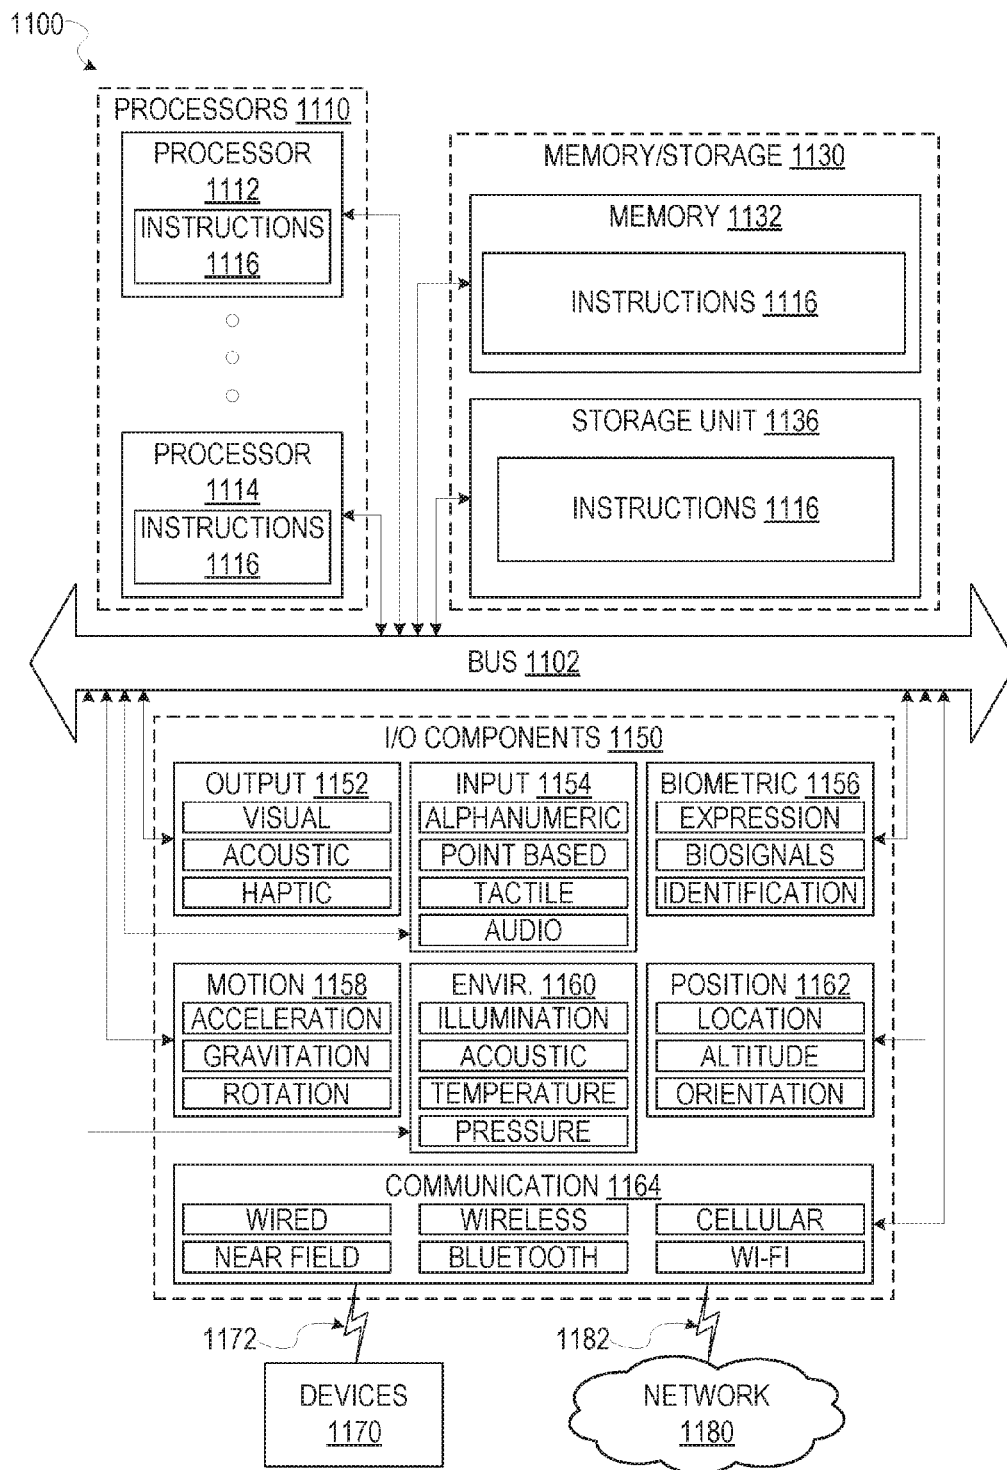 1100
PROCESSORS 1110
PROCESSOR
1112
INSTRUCTIONS
1116
PROCESSOR
1114
INSTRUCTIONS
1116
MEMORY/STORAGE 1130
MEMORY 1132
INSTRUCTIONS 1116
STORAGE UNIT 1136
INSTRUCTIONS 1116
BUS 1102
I/O COMPONENTS 1150
OUTPUT 1152
VISUAL
ACOUSTIC
HAPTIC
INPUT 1154
ALPHANUMERIC
POINT BASED
TACTILE
AUDIO
BIOMETRIC 1156
EXPRESSION
BIOSIGNALS
IDENTIFICATION
MOTION 1158
ACCELERATION
GRAVITATION
ROTATION
ENVIR. 1160
ILLUMINATION
ACOUSTIC
TEMPERATURE
PRESSURE
POSITION 1162
LOCATION
ALTITUDE
ORIENTATION
COMMUNICATION 1164
WIRED
WIRELESS
CELLULAR
NEAR FIELD
BLUETOOTH
WI-FI
1172
1182
DEVICES
1170
NETWORK
1180